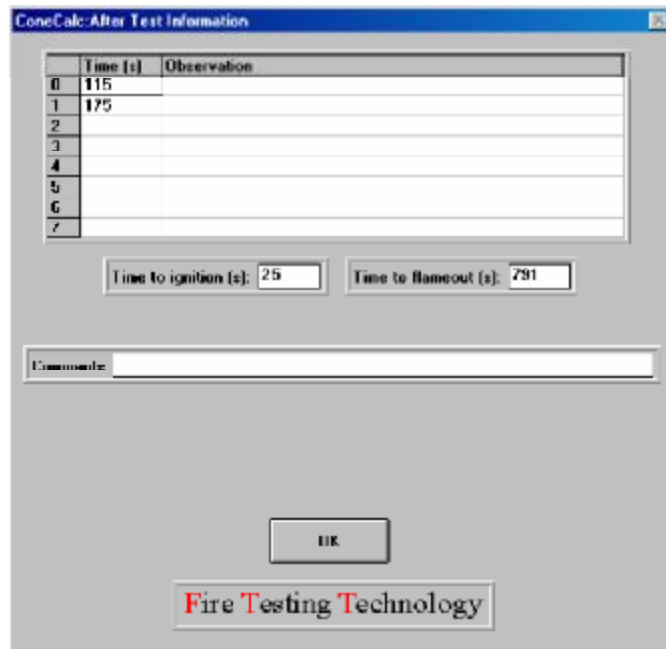 ConeCalc:After Test Information
Time (s) Observation
0 115
1 175
2
3
4
5
6
7
Time to ignition (s): 25 Time to flameout (s): 791
Comments:
OK
Fire Testing Technology